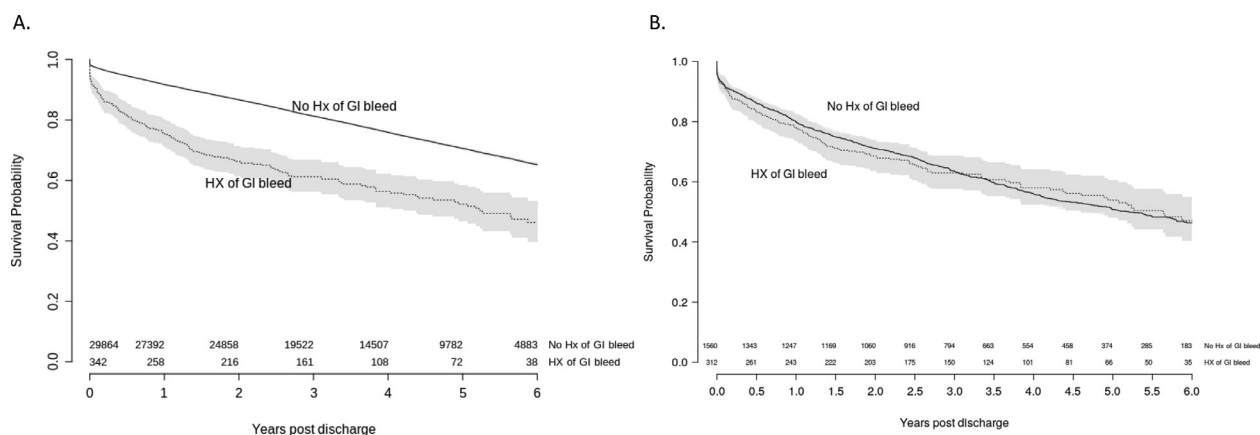 A.
1.0
0.8
0.6
0.4
0.2
0.0
Survival Probability
No Hx of GI bleed
HX of GI bleed
29864 27392 24858 19522 14507 9782 4883 No Hx of GI bleed
342 258 216 161 108 72 38 HX of GI bleed
0 1 2 3 4 5 6
Years post discharge
B.
1.0
0.8
0.6
0.4
0.2
0.0
Survival Probability
No Hx of GI bleed
HX of GI bleed
1560 1343 1247 1169 1060 916 794 663 554 458 374 285 183 No Hx of GI bleed
312 261 243 222 203 175 150 124 101 81 66 50 35 HX of GI bleed
0.0 0.5 1.0 1.5 2.0 2.5 3.0 3.5 4.0 4.5 5.0 5.5 6.0
Years post discharge